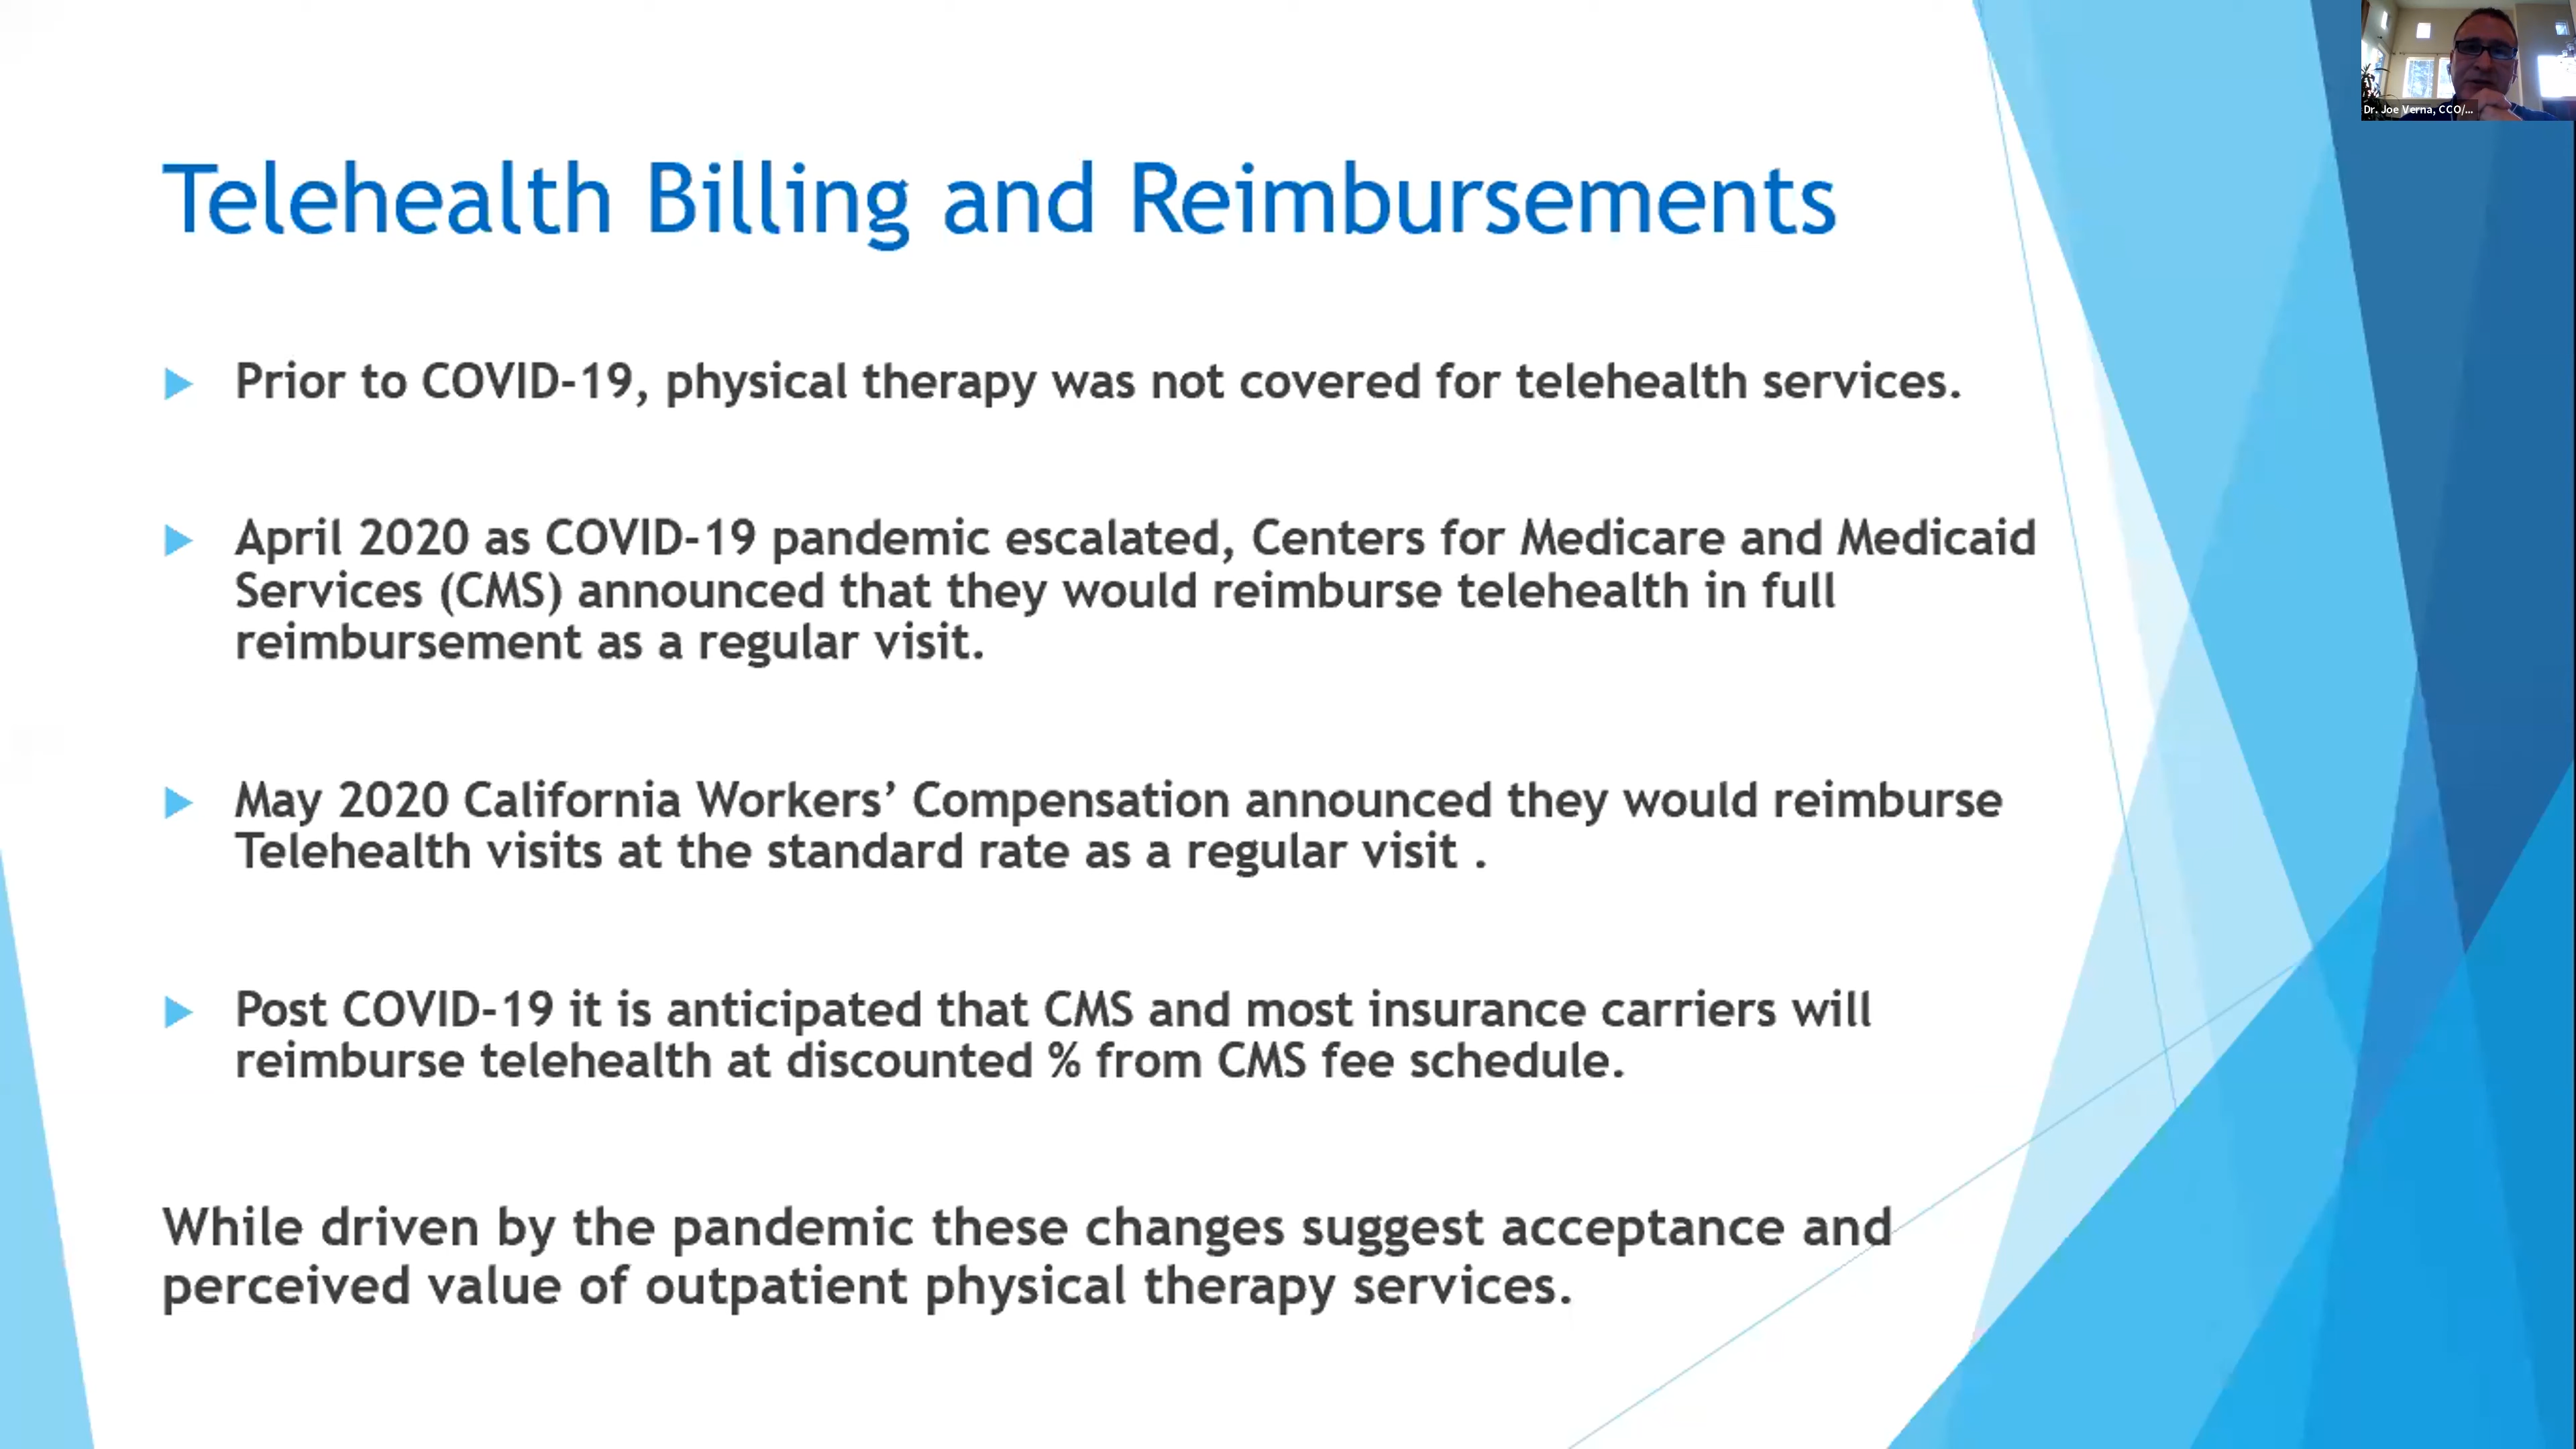 Dr. Joe Verna, CCO/...
Telehealth Billing and Reimbursements
Prior to COVID-19, physical therapy was not covered for telehealth services.
April 2020 as COVID-19 pandemic escalated, Centers for Medicare and Medicaid
Services (CMS) announced that they would reimburse telehealth in full
reimbursement as a regular visit.
May 2020 California Workers’ Compensation announced they would reimburse
Telehealth visits at the standard rate as a regular visit .
Post COVID-19 it is anticipated that CMS and most insurance carriers will
reimburse telehealth at discounted % from CMS fee schedule.
While driven by the pandemic these changes suggest acceptance and
perceived value of outpatient physical therapy services.